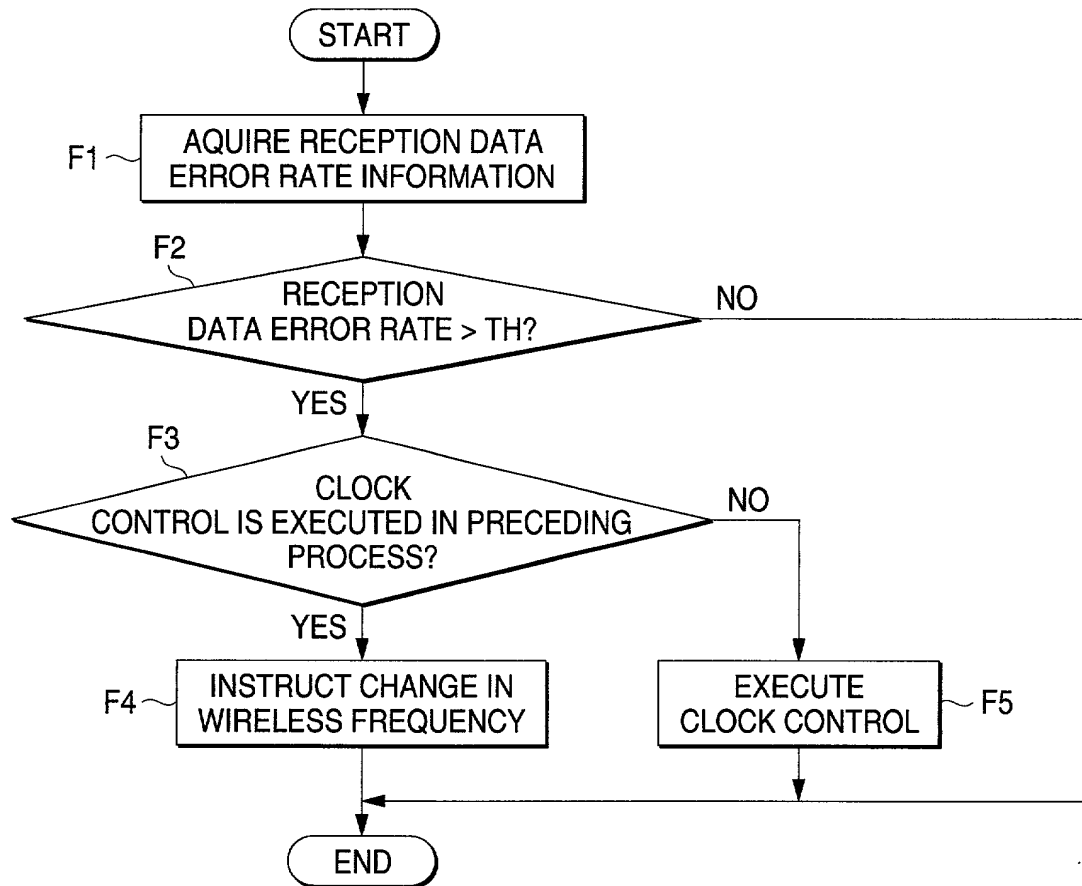 START
F1
AQUIRE RECEPTION DATA
ERROR RATE INFORMATION
F2
RECEPTION
DATA ERROR RATE > TH?
NO
YES
F3
CLOCK
CONTROL IS EXECUTED IN PRECEDING
PROCESS?
NO
YES
F4
INSTRUCT CHANGE IN
WIRELESS FREQUENCY
EXECUTE
CLOCK CONTROL
F5
END